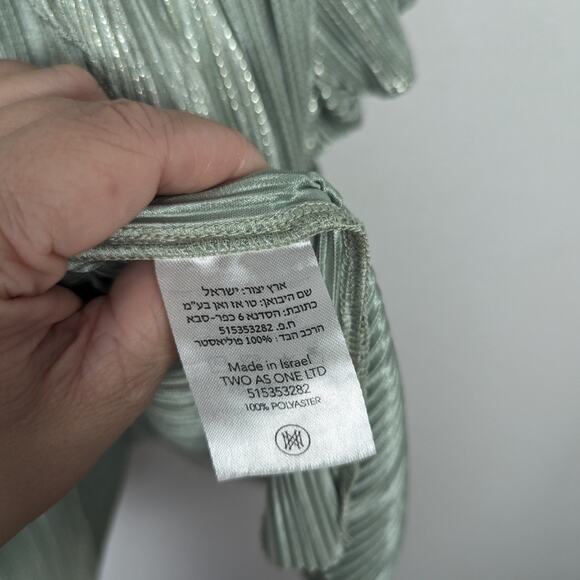 ארץ יצור: ישראל
שם היבואן: טו אז וואן בע"מ
כתובת: הסדנא 6 כפר-סבא
ח.פ. 515353282
הרכב הבד: 100% פוליאסטר
Made in Israel
TWO AS ONE LTD
515353282
100% POLYASTER